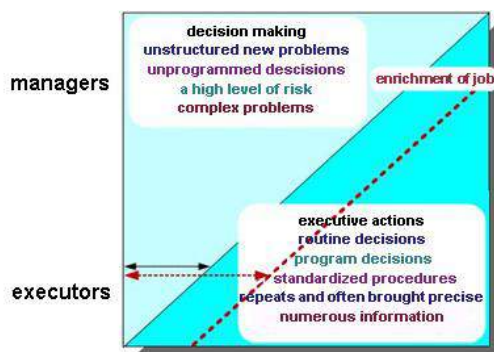 decision making
unstructured new problems
unprogrammed descisions
a high level of risk
complex problems
managers
enrichment of job
executive actions
routine decisions
program decisions
standardized procedures
repeats and often brought precise
numerous information
executors